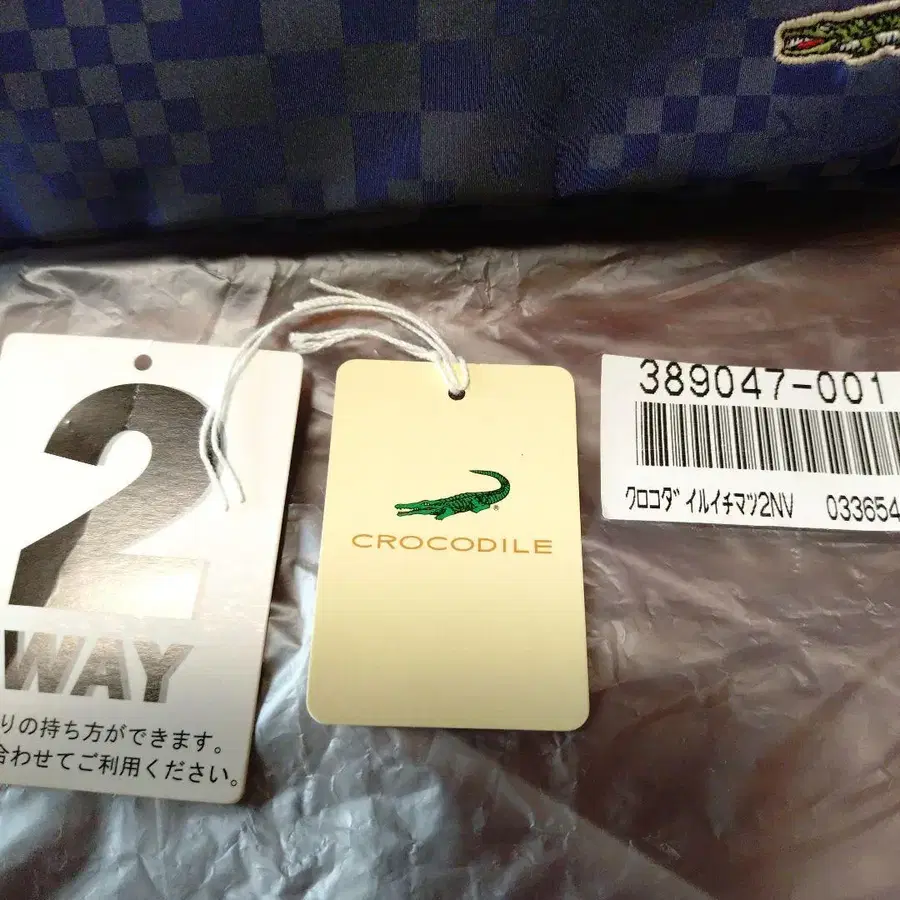 2
WAY
りの持ち方ができます。
合わせてご利用ください。
CROCODILE
389047-001
クロコダイルイチマツ2NV 033654